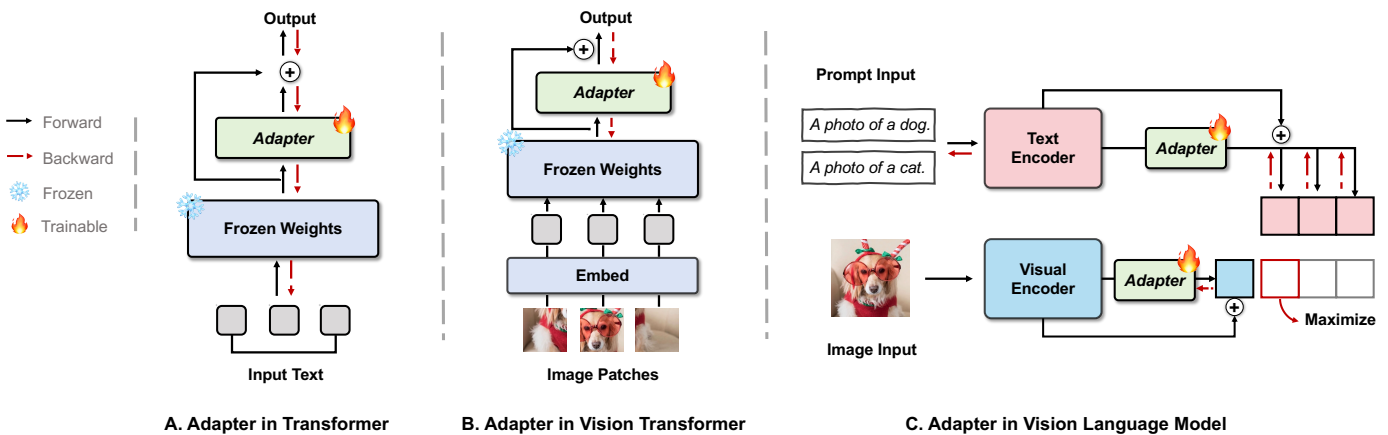 Forward
Backward
Frozen
Trainable
Output
Adapter
Frozen Weights
Input Text
A. Adapter in Transformer
Output
Adapter
Frozen Weights
Embed
Image Patches
B. Adapter in Vision Transformer
Prompt Input
A photo of a dog.
A photo of a cat.
Text
Encoder
Adapter
Image Input
Visual
Encoder
Adapter
Maximize
C. Adapter in Vision Language Model